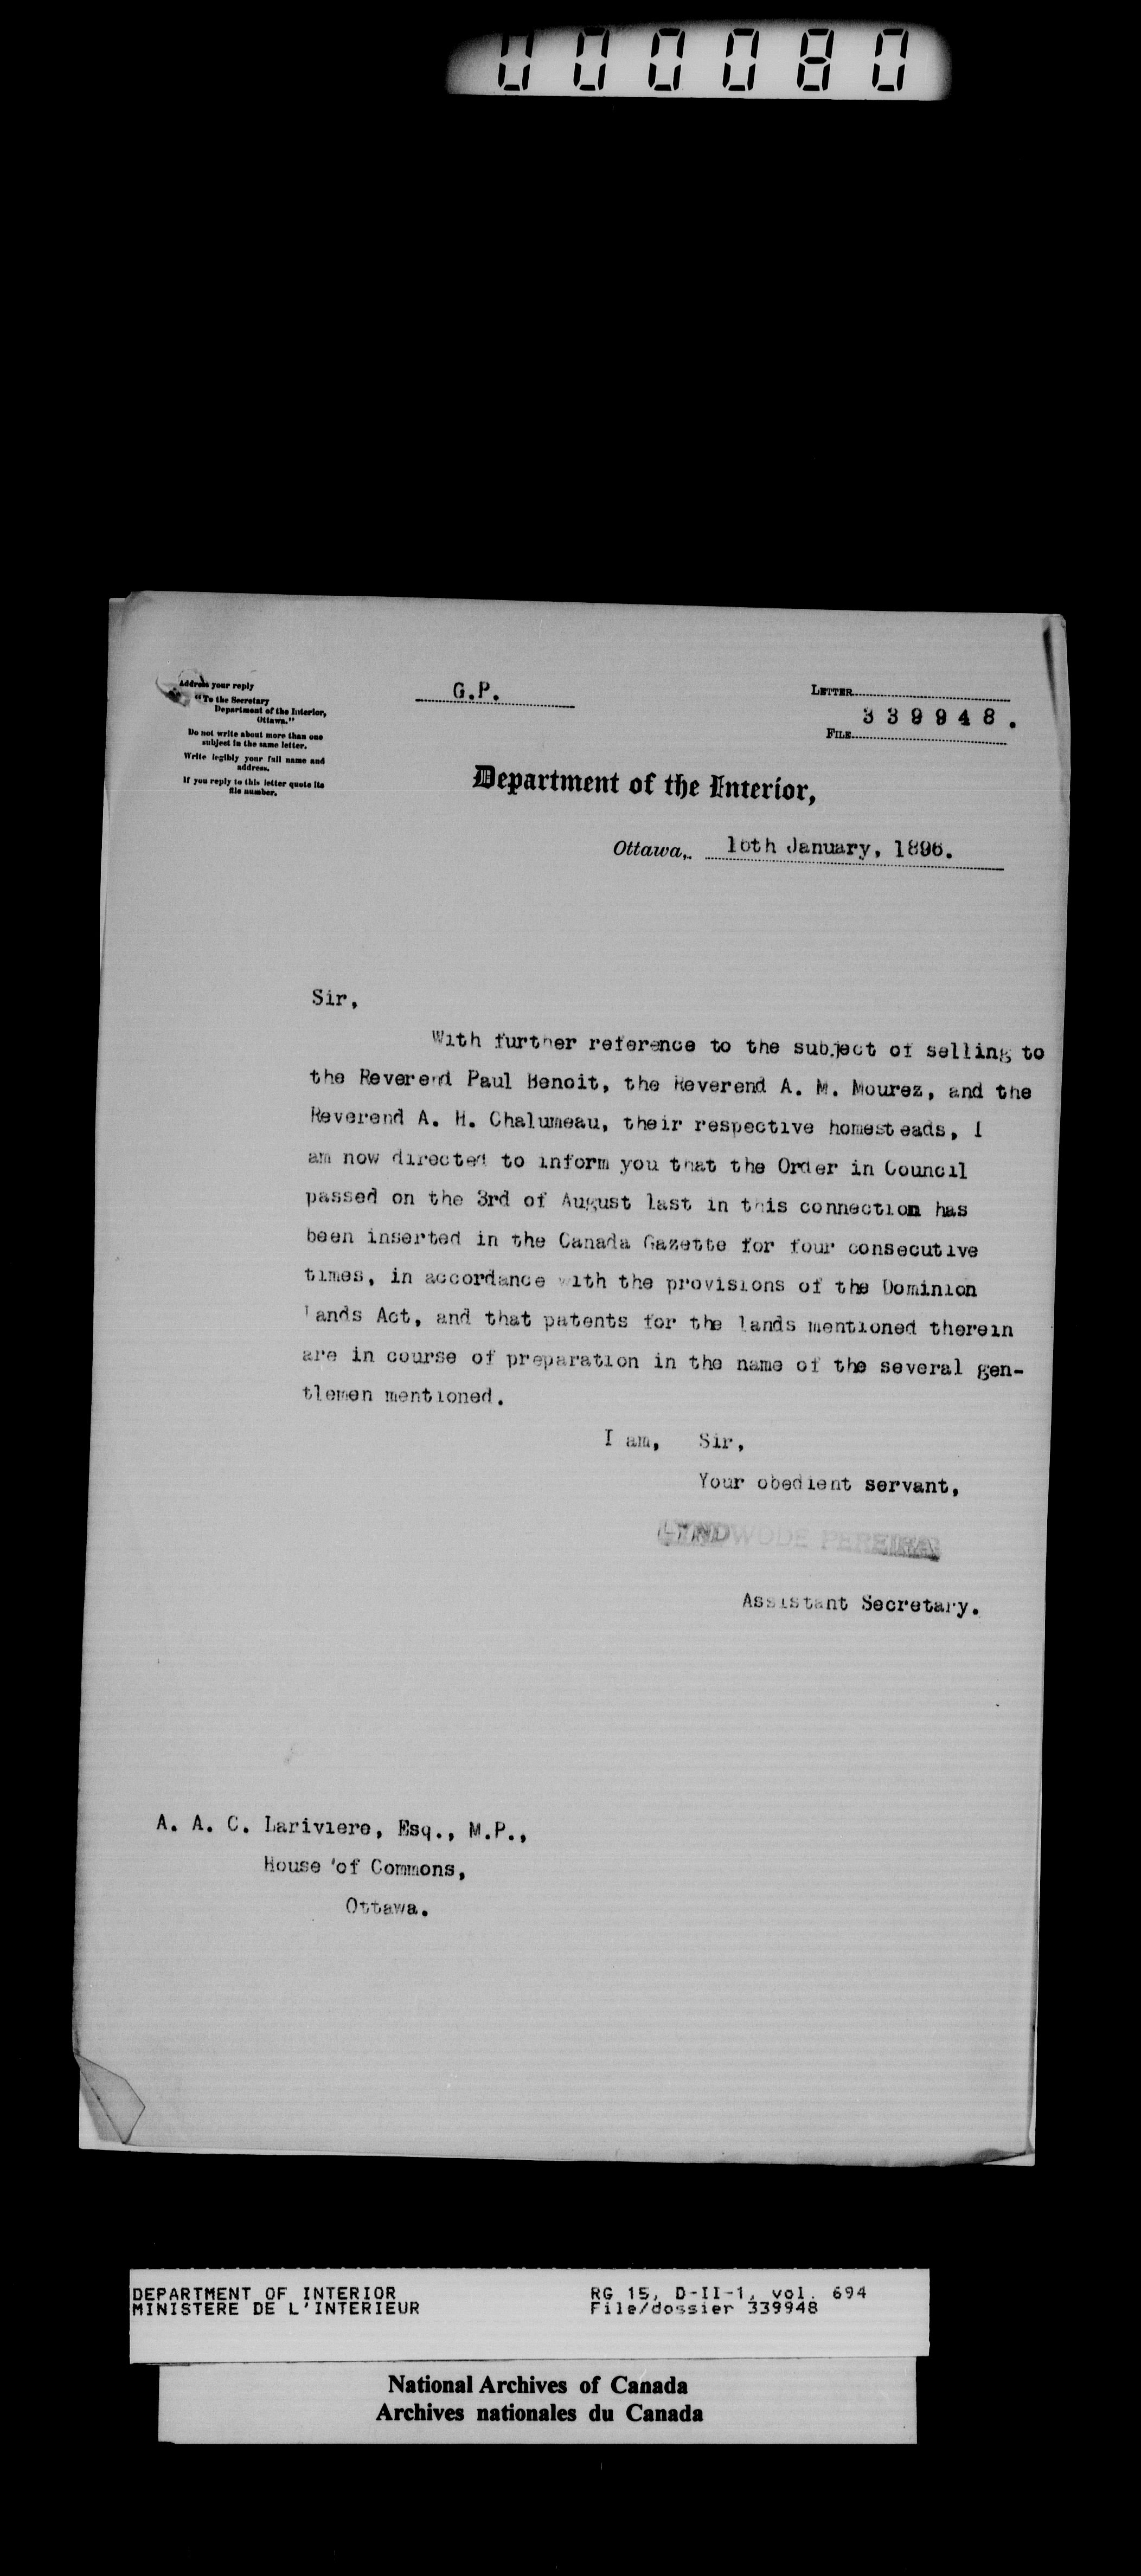 000080
Address your reply
"To the Secretary
Department of the Interior,
Ottawa."
Do not write about more than one
subject in the same letter.
Write legibly your full name and
address.
If you reply to this letter quote its
file number.
G.P.
LETTER
339948.
FILE
Department of the Interior,
Ottawa, 16th January, 1896.
Sir,
With further reference to the subject of selling to
the Reverend Paul Benoit, the Reverend A. M. Mourez, and the
Reverend A. H. Chalumeau, their respective homesteads, I
am now directed to inform you that the Order in Council
passed on the 3rd of August last in this connection has
been inserted in the Canada Gazette for four consecutive
times, in accordance with the provisions of the Dominion
Lands Act, and that patents for the lands mentioned therein
are in course of preparation in the name of the several gen-
tlemen mentioned.
I am, Sir,
Your obedient servant,
LYNDWODE PEREIRA
Assistant Secretary.
A. A. C. Lariviere, Esq., M.P.,
House of Commons,
Ottawa.
DEPARTMENT OF INTERIOR RG 15, D-II-1, vol. 694
MINISTERE DE L'INTERIEUR File/dossier 339948
National Archives of Canada
Archives nationales du Canada